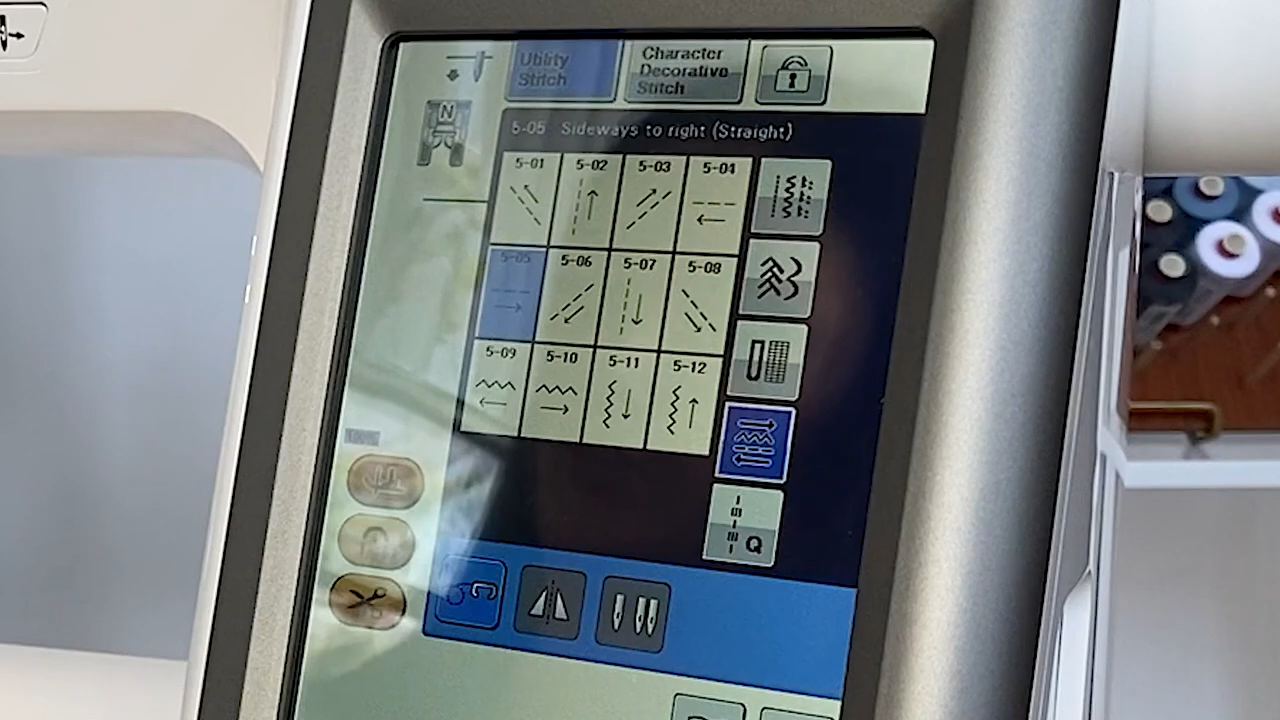 Utility
Stitch
Character
Decorative
Stitch
N
5-05 Sideways to right (Straight)
5-01 5-02 5-03 5-04
5-05 5-06 5-07 5-08
5-09 5-10 5-11 5-12
Q